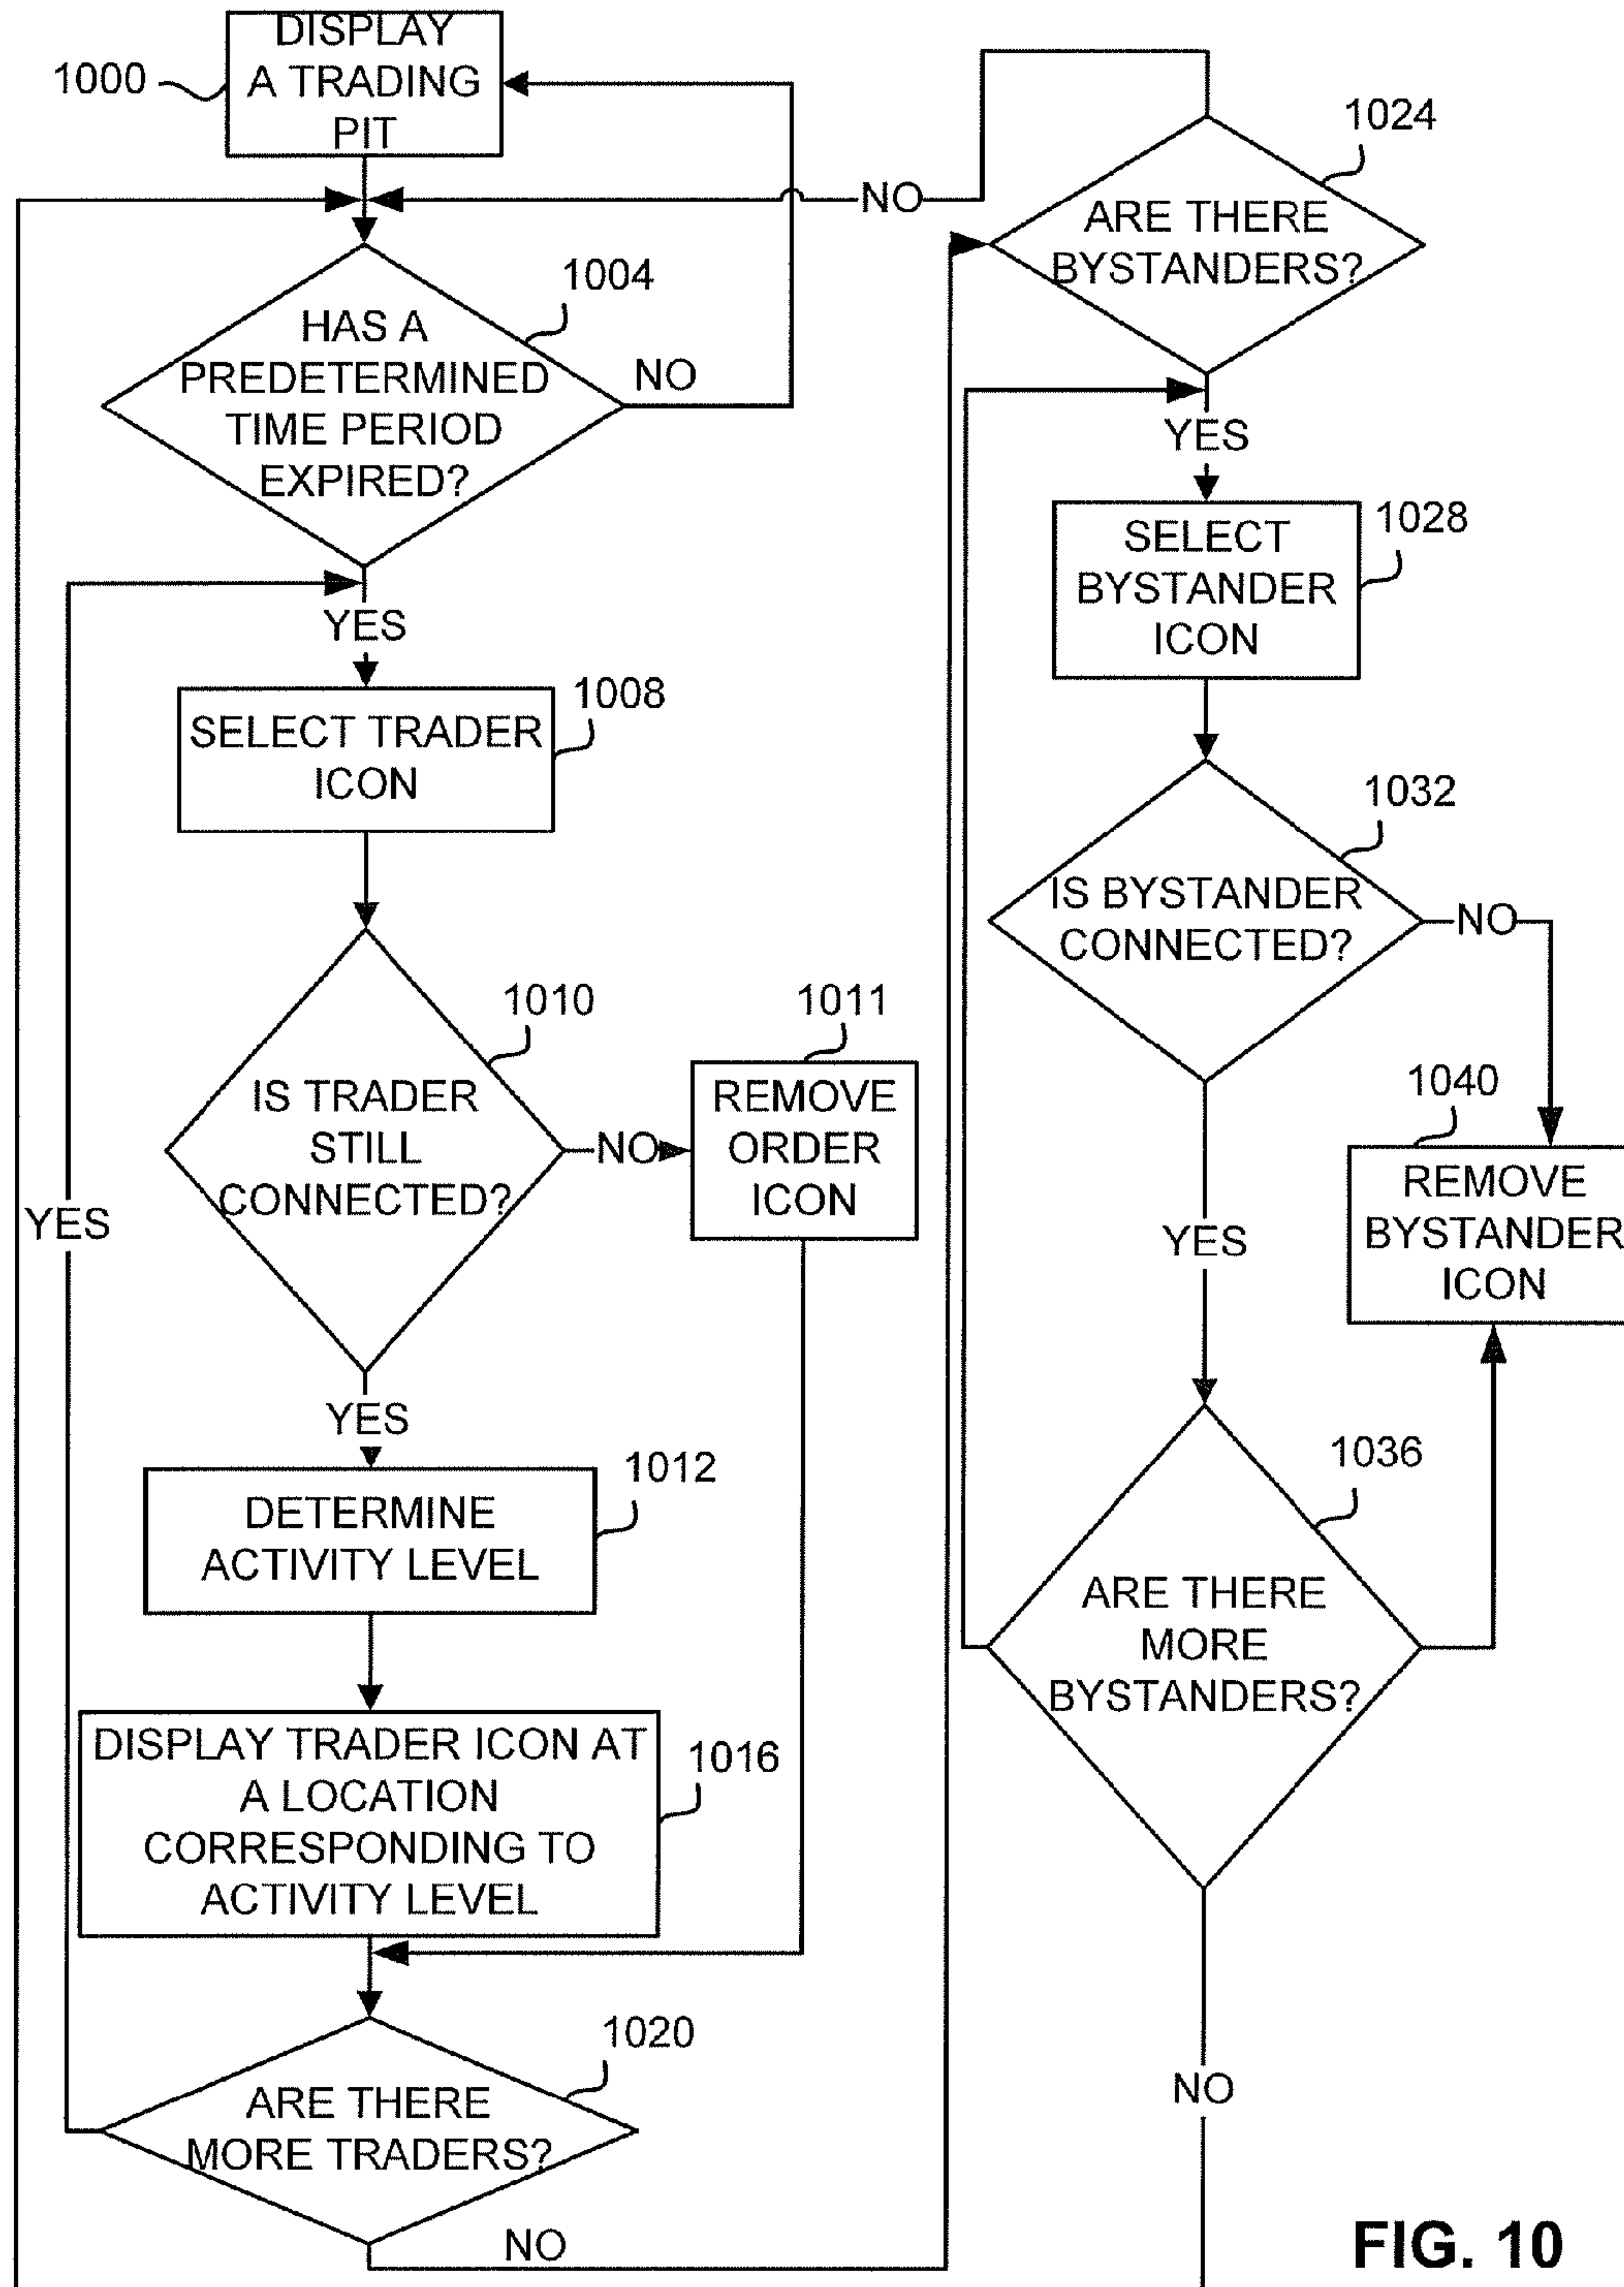 DISPLAY
A TRADING
PIT
1000
HAS A
PREDETERMINED
TIME PERIOD
EXPIRED?
1004
NO
YES
SELECT TRADER
ICON
1008
IS TRADER
STILL
CONNECTED?
1010
NO
REMOVE
ORDER
ICON
1011
YES
DETERMINE
ACTIVITY LEVEL
1012
DISPLAY TRADER ICON AT
A LOCATION
CORRESPONDING TO
ACTIVITY LEVEL
1016
ARE THERE
MORE TRADERS?
1020
YES
NO
ARE THERE
BYSTANDERS?
1024
NO
YES
SELECT
BYSTANDER
ICON
1028
IS BYSTANDER
CONNECTED?
1032
NO
YES
REMOVE
BYSTANDER
ICON
1040
ARE THERE
MORE
BYSTANDERS?
1036
NO
FIG. 10